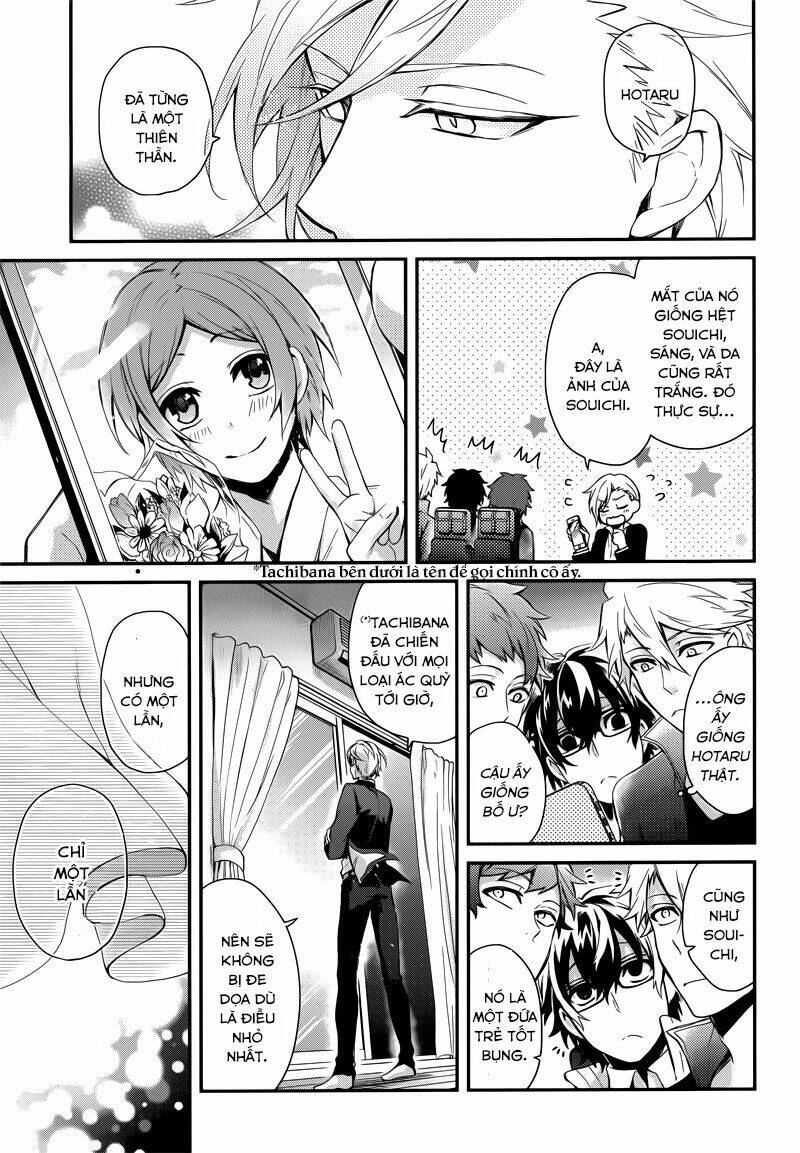 HOTARU
ĐÃ TỪNG
LÀ MỘT
THIÊN
THẦN.
MẮT CỦA NÓ
GIỐNG HỆT
SOUICHI,
SÁNG, VÀ DA
CŨNG RẤT
TRẮNG. ĐÓ
THỰC SỰ...
A,
ĐÂY LÀ
ẢNH CỦA
SOUICHI.
*Tachibana bên dưới là tên để gọi chính cô ấy.
...ÔNG
ẤY
GIỐNG
HOTARU
THẬT.
CẬU ẤY
GIỐNG
BỐ Ư?
CŨNG
NHƯ
SOUI-
CHI,
NÓ LÀ
MỘT ĐỨA
TRẺ TỐT
BỤNG.
(*)TACHIBANA
ĐÃ CHIẾN
ĐẤU VỚI MỌI
LOẠI ÁC QUỶ
TỚI GIỜ,
NÊN SẼ
KHÔNG
BỊ ĐE
DỌA DÙ
LÀ ĐIỀU
NHỎ
NHẤT.
NHƯNG
CÓ MỘT
LẦN,
CHỈ
MỘT
LẦN